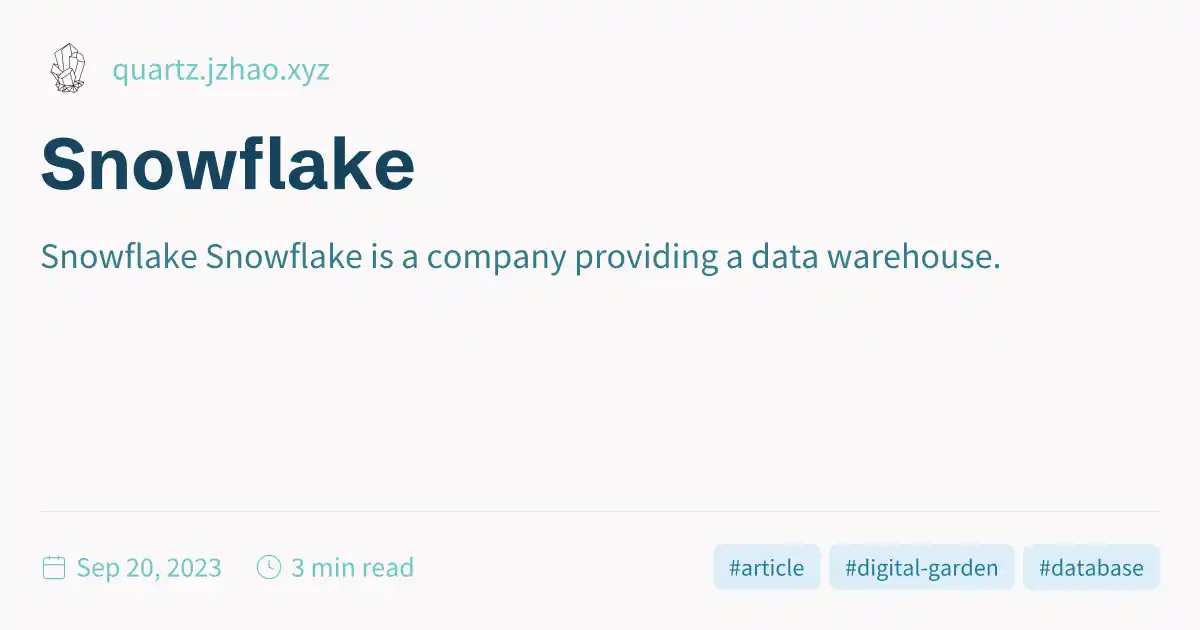 quartz.jzhao.xyz
Snowflake
Snowflake Snowflake is a company providing a data warehouse.
Sep 20, 2023 3 min read #article #digital-garden #database